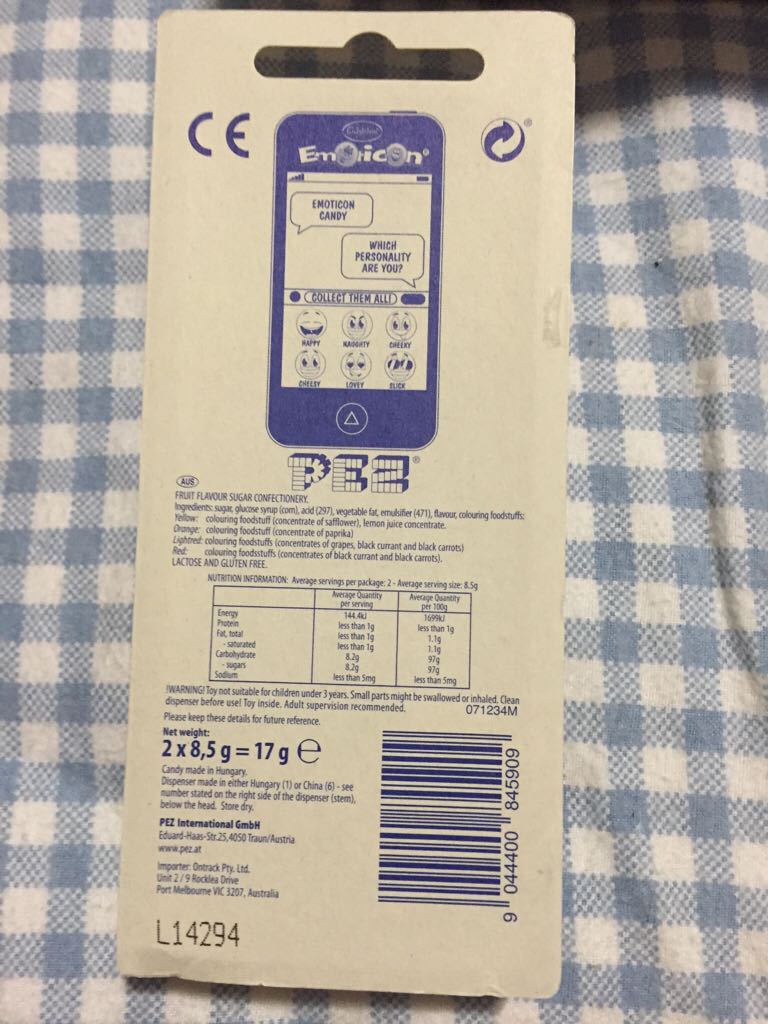 CE
Emoticon®
EMOTICON
CANDY
WHICH
PERSONALITY
ARE YOU?
COLLECT THEM ALL!
HAPPY NAUGHTY CHEEKY
CHEESY LOVEY SLICK
PEZ®
AUS
FRUIT FLAVOUR SUGAR CONFECTIONERY.
Ingredients: sugar, glucose syrup (corn), acid (297), vegetable fat, emulsifier (471), flavour, colouring foodstuffs:
Yellow: colouring foodstuff (concentrate of safflower), lemon juice concentrate.
Orange: colouring foodstuff (concentrate of paprika)
Lightred: colouring foodstuffs (concentrates of grapes, black currant and black carrots)
Red: colouring foodsstuffs (concentrates of black currant and black carrots).
LACTOSE AND GLUTEN FREE.
NUTRITION INFORMATION: Average servings per package: 2 - Average serving size: 8.5g
Average Quantity per serving Average Quantity per 100g
Energy 144.4kJ 1699kJ
Protein less than 1g less than 1g
Fat, total less than 1g 1.1g
- saturated less than 1g 1.1g
Carbohydrate 8.2g 97g
- sugars 8.2g 97g
Sodium less than 5mg less than 5mg
!WARNING! Toy not suitable for children under 3 years. Small parts might be swallowed or inhaled. Clean
dispenser before use! Toy inside. Adult supervision recommended. 071234M
Please keep these details for future reference.
Net weight:
2 x 8,5 g = 17 g ℮
Candy made in Hungary.
Dispenser made in either Hungary (1) or China (6) - see
number stated on the right side of the dispenser (stem),
below the head. Store dry.
PEZ International GmbH
Eduard-Haas-Str.25, 4050 Traun/Austria
www.pez.at
Importer: Ontrack Pty. Ltd.
Unit 2 / 9 Rocklea Drive
Port Melbourne VIC 3207, Australia
9 044400 845909
L14294